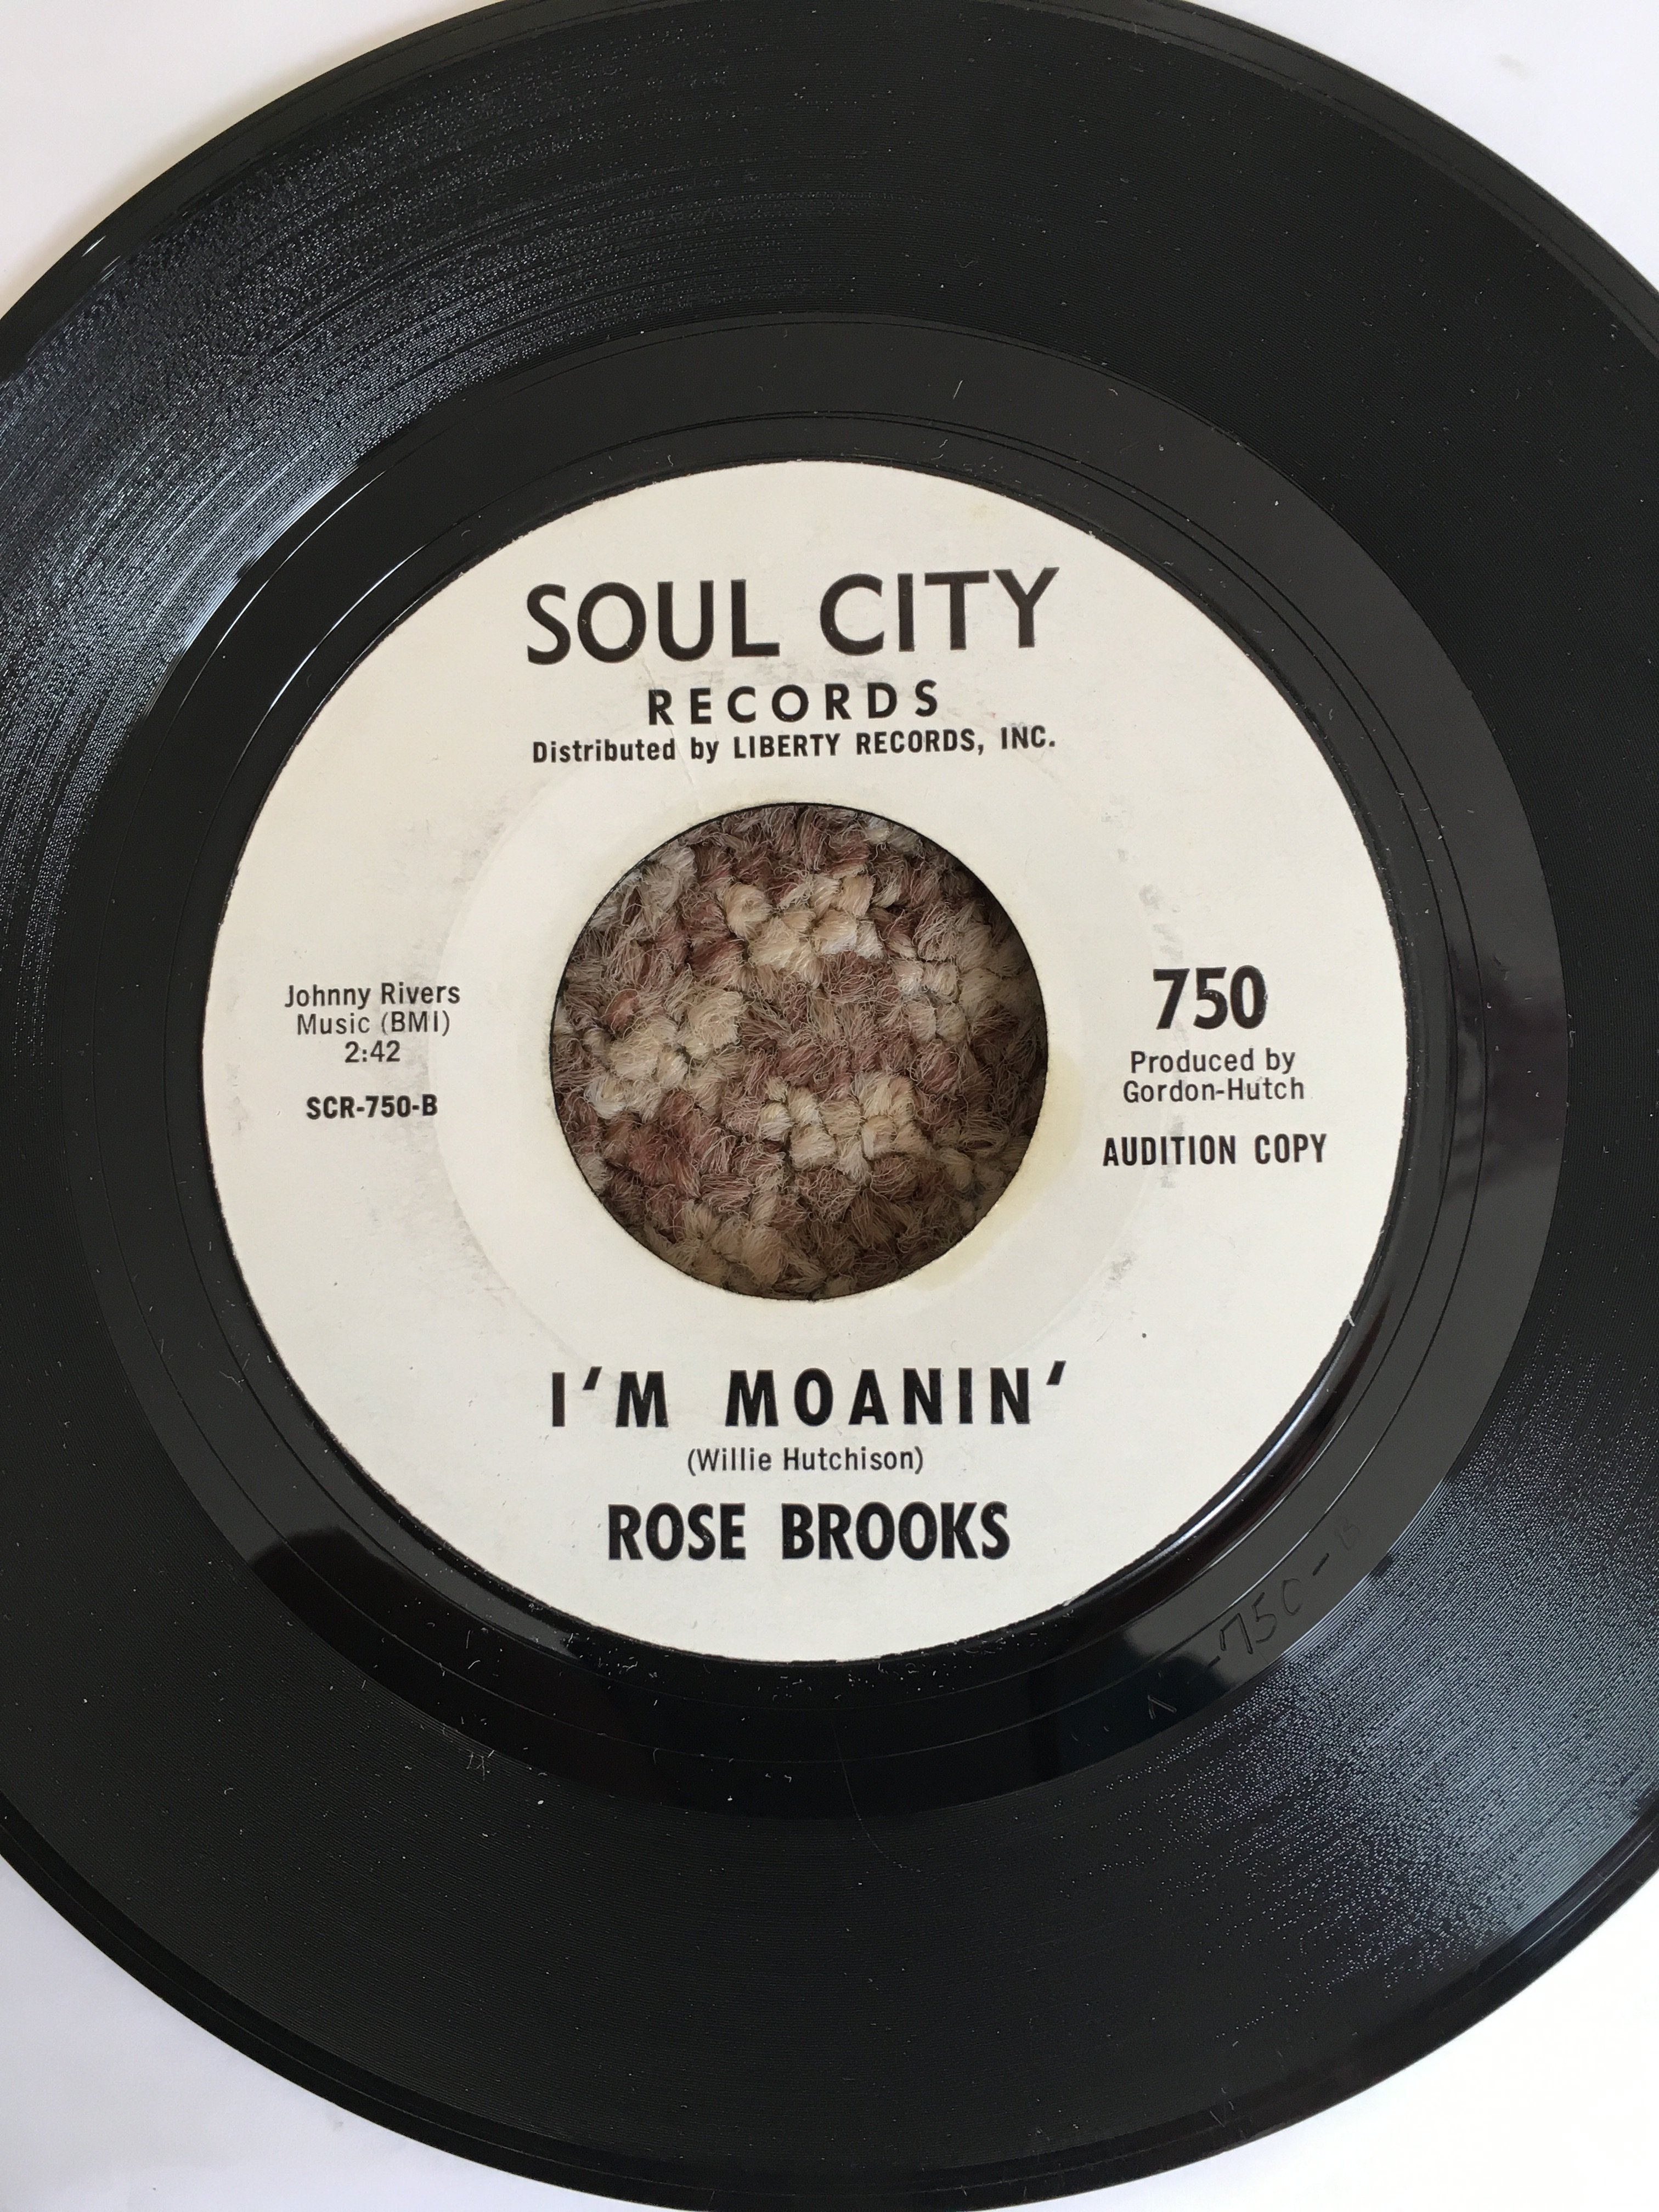 SOUL CITY
RECORDS
Distributed by LIBERTY RECORDS, INC.
Johnny Rivers
Music (BMI)
2:42
SCR-750-B
750
Produced by
Gordon-Hutch
AUDITION COPY
I'M MOANIN'
(Willie Hutchison)
ROSE BROOKS
-750-B